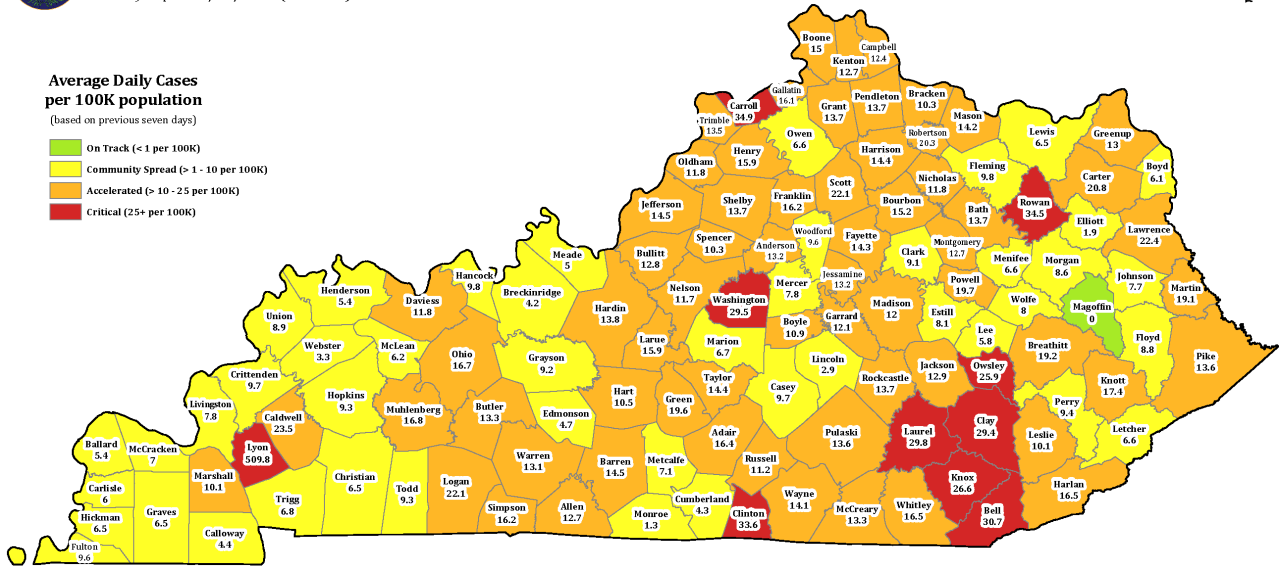 Average Daily Cases
per 100K population
(based on previous seven days)
On Track (< 1 per 100K)
Community Spread (> 1 - 10 per 100K)
Accelerated (> 10 - 25 per 100K)
Critical (25+ per 100K)
Boone
15
Kenton
12.7
Campbell
12.4
Gallatin
16.1
Carroll
34.9
Trimble
13.5
Grant
13.7
Pendleton
13.7
Bracken
10.3
Mason
14.2
Robertson
20.3
Lewis
6.5
Greenup
13
Boyd
6.1
Owen
6.6
Henry
15.9
Oldham
11.8
Harrison
14.4
Fleming
9.8
Nicholas
11.8
Carter
20.8
Rowan
34.5
Jefferson
14.5
Shelby
13.7
Franklin
16.2
Scott
22.1
Bourbon
15.2
Bath
13.7
Elliott
1.9
Lawrence
22.4
Spencer
10.3
Anderson
13.2
Woodford
9.6
Fayette
14.3
Clark
9.1
Montgomery
12.7
Menifee
6.6
Morgan
8.6
Johnson
7.7
Martin
19.1
Bullitt
12.8
Meade
5
Hancock
9.8
Breckinridge
4.2
Henderson
5.4
Daviess
11.8
Union
8.9
Nelson
11.7
Washington
29.5
Mercer
7.8
Jessamine
13.2
Powell
19.7
Wolfe
8
Magoffin
0
Floyd
8.8
Pike
13.6
Hardin
13.8
Larue
15.9
Marion
6.7
Boyle
10.9
Garrard
12.1
Madison
12
Estill
8.1
Lee
5.8
Breathitt
19.2
Knott
17.4
Webster
3.3
McLean
6.2
Ohio
16.7
Grayson
9.2
Hart
10.5
Green
19.6
Taylor
14.4
Casey
9.7
Lincoln
2.9
Rockcastle
13.7
Jackson
12.9
Owsley
25.9
Perry
9.4
Letcher
6.6
Crittenden
9.7
Livingston
7.8
Hopkins
9.3
Caldwell
23.5
Muhlenberg
16.8
Butler
13.3
Edmonson
4.7
Adair
16.4
Pulaski
13.6
Laurel
29.8
Clay
29.4
Leslie
10.1
Harlan
16.5
Ballard
5.4
McCracken
7
Lyon
509.8
Marshall
10.1
Carlisle
6
Hickman
6.5
Fulton
9.6
Graves
6.5
Calloway
4.4
Trigg
6.8
Christian
6.5
Todd
9.3
Logan
22.1
Warren
13.1
Simpson
16.2
Allen
12.7
Barren
14.5
Metcalfe
7.1
Monroe
1.3
Cumberland
4.3
Clinton
33.6
Russell
11.2
Wayne
14.1
McCreary
13.3
Whitley
16.5
Knox
26.6
Bell
30.7